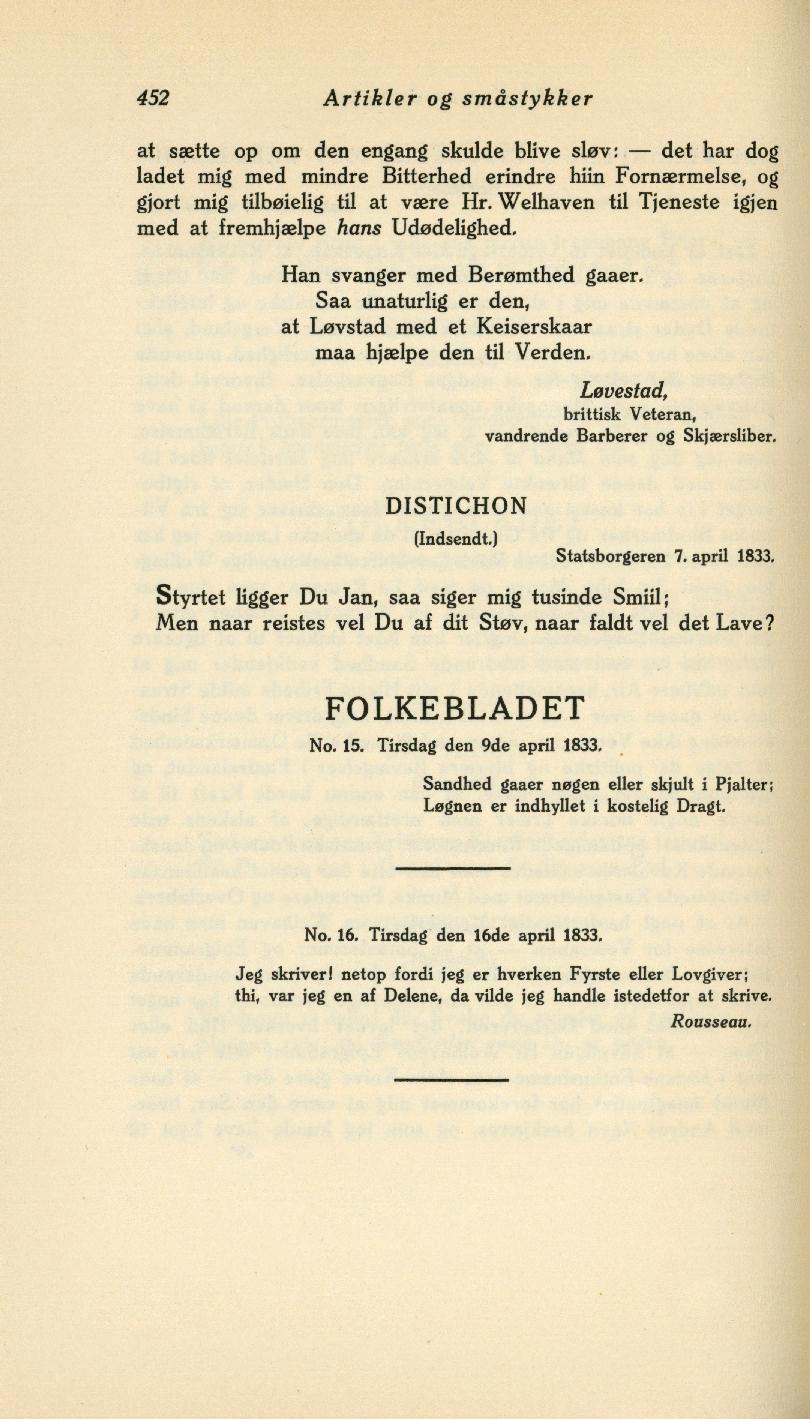 452 Artikler og småstykker
at sætte op om den engang skulde blive sløv: — det har dog
ladet mig med mindre Bitterhed erindre hiin Fornærmelse, og
gjort mig tilbøielig til at være Hr. Welhaven til Tjeneste igjen
med at fremhjælpe hans Udødelighed.
Han svanger med Berømthed gaaer.
Saa unaturlig er den,
at Løvstad med et Keiserskaar
maa hjælpe den til Verden.
Løvestad,
brittisk Veteran,
vandrende Barberer og Skjærsliber.
DISTICHON
(Indsendt.)
Statsborgeren 7. april 1833.
Styrtet ligger Du Jan, saa siger mig tusinde Smiil;
Men naar reistes vel Du af dit Støv, naar faldt vel det Lave?
FOLKEBLADET
No. 15. Tirsdag den 9de april 1833.
Sandhed gaaer nøgen eller skjult i Pjalter;
Løgnen er indhyllet i kostelig Dragt.
No. 16. Tirsdag den 16de april 1833.
Jeg skriver! netop fordi jeg er hverken Fyrste eller Lovgiver;
thi, var jeg en af Delene, da vilde jeg handle istedetfor at skrive.
Rousseau.